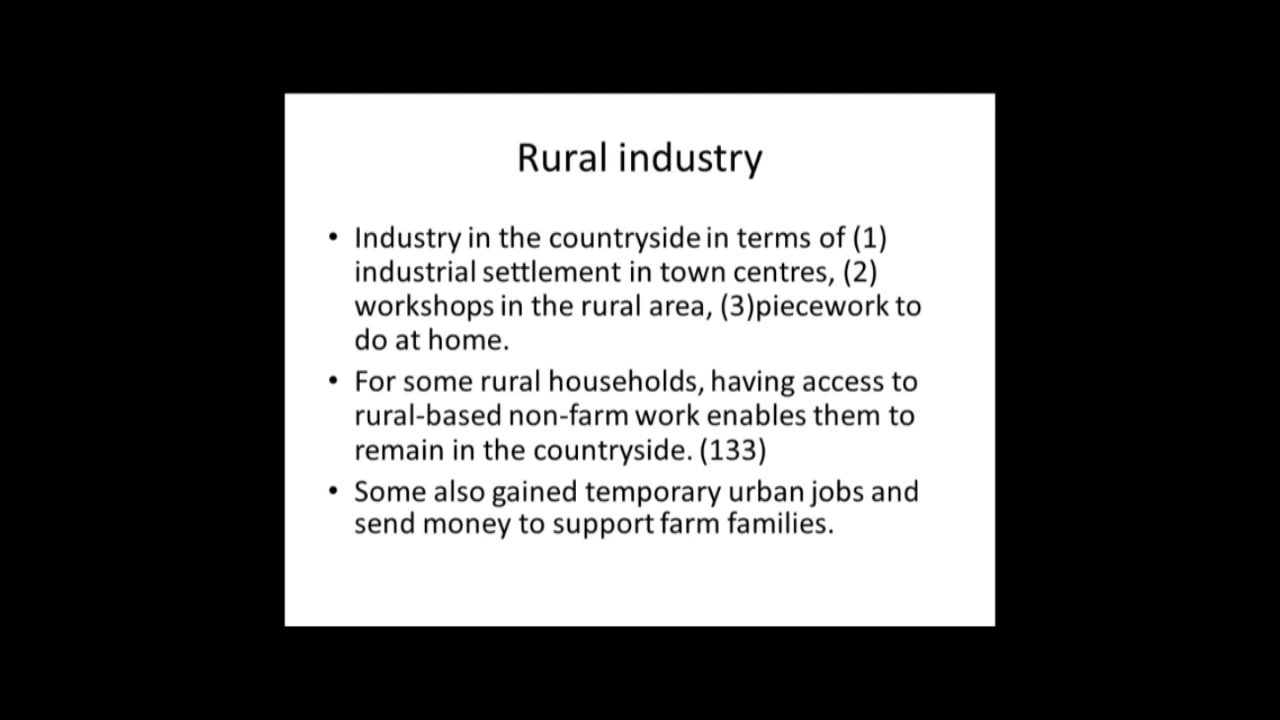 Rural industry
• Industry in the countryside in terms of (1)
industrial settlement in town centres, (2)
workshops in the rural area, (3)piecework to
do at home.
• For some rural households, having access to
rural-based non-farm work enables them to
remain in the countryside. (133)
• Some also gained temporary urban jobs and
send money to support farm families.